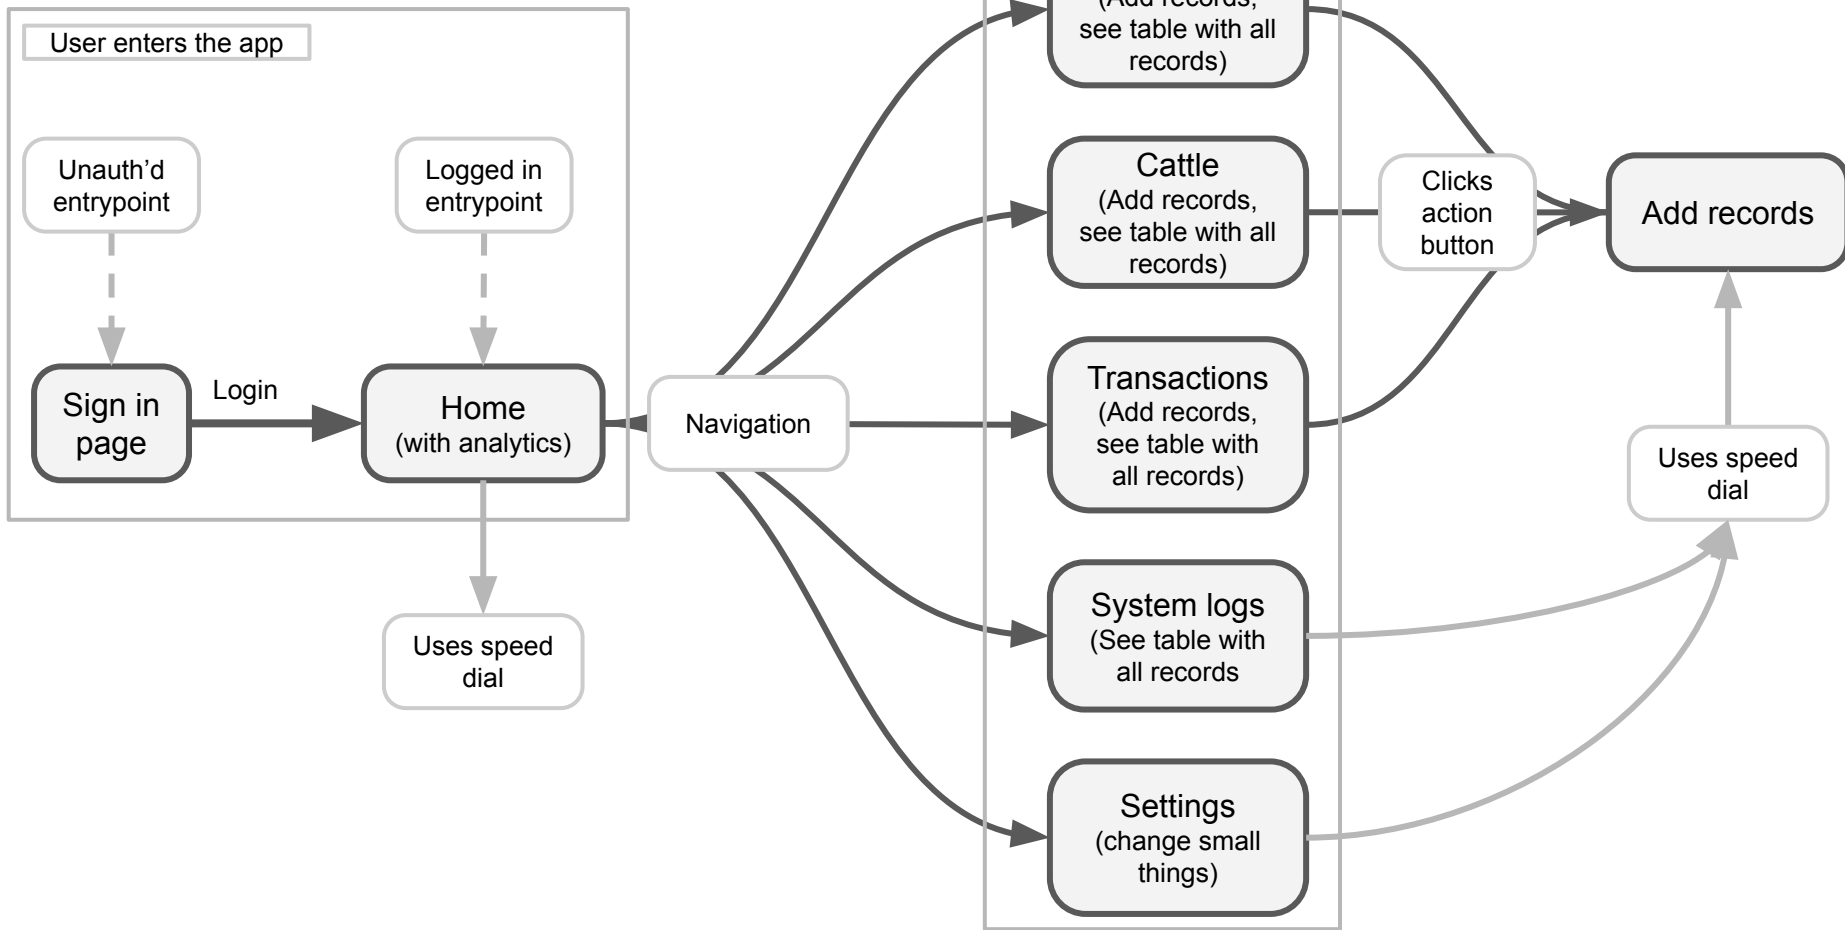 User enters the app
Unauth’d
entrypoint
Logged in
entrypoint
Sign in
page
Login
Home
(with analytics)
Uses speed
dial
Navigation
(Add records,
see table with all
records)
Cattle
(Add records,
see table with all
records)
Transactions
(Add records,
see table with
all records)
System logs
(See table with
all records
Settings
(change small
things)
Clicks
action
button
Add records
Uses speed
dial